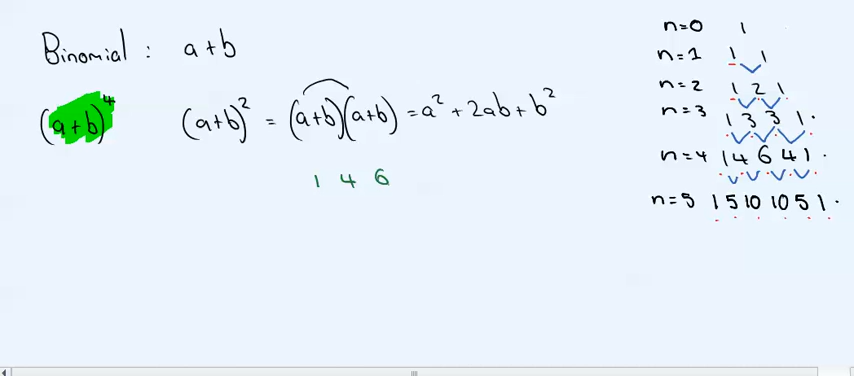 Binomial : a+b
(a+b)⁴ (a+b)² = (a+b)(a+b) = a² + 2ab + b²
1 4 6
n=0 1
n=1 1 1
n=2 1 2 1
n=3 1 3 3 1.
n=4 1 4 6 4 1.
n=5 1 5 10 10 5 1.